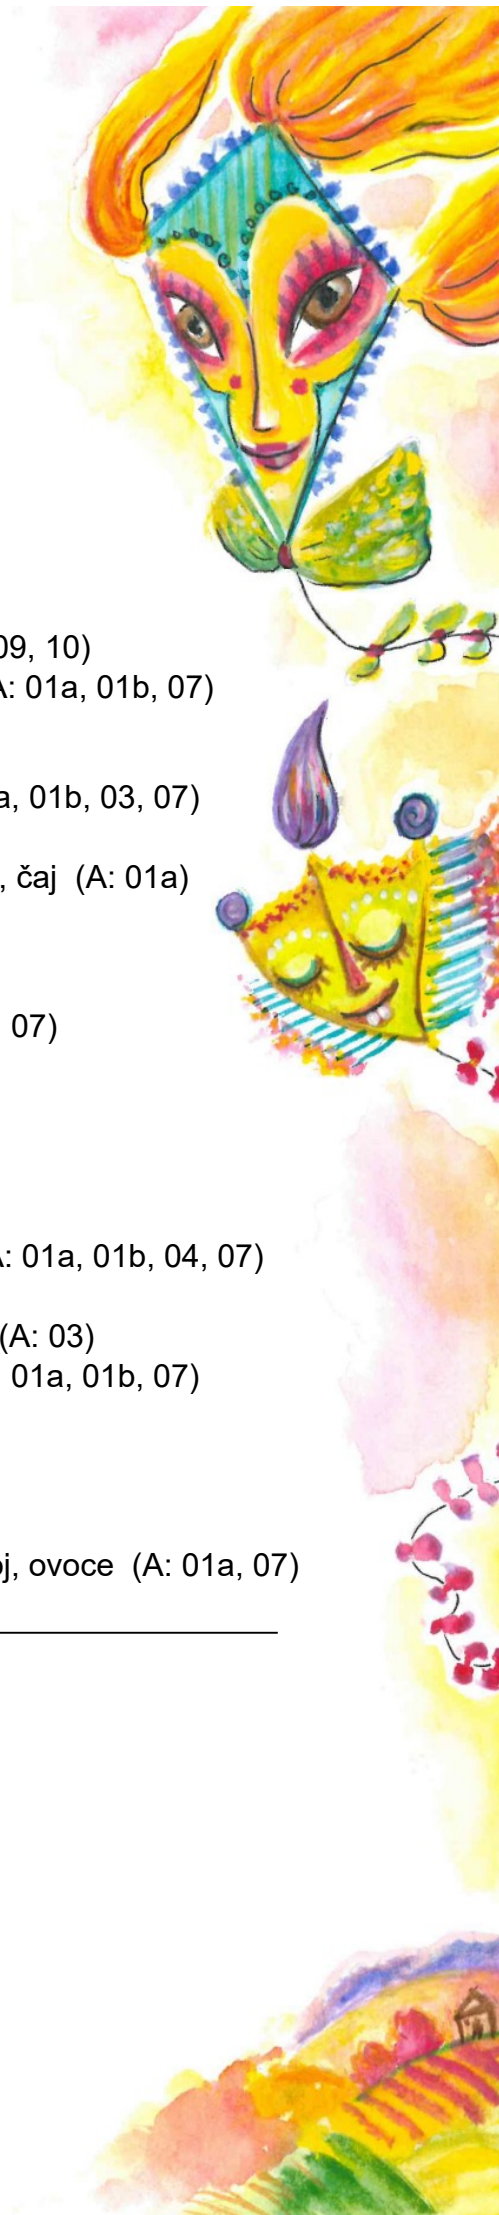 09, 10)
A: 01a, 01b, 07)
a, 01b, 03, 07)
, čaj (A: 01a)
07)
A: 01a, 01b, 04, 07)
(A: 03)
01a, 01b, 07)
oj, ovoce (A: 01a, 07)